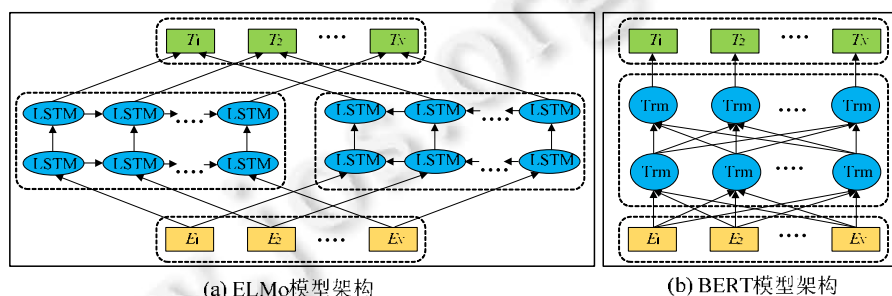 T1 T2 .... TN
LSTM LSTM .... LSTM
LSTM LSTM .... LSTM
LSTM LSTM .... LSTM
LSTM LSTM .... LSTM
E1 E2 .... EN
(a) ELMo模型架构
T1 T2 .... TN
Trm Trm .... Trm
Trm Trm .... Trm
E1 E2 .... EN
(b) BERT模型架构